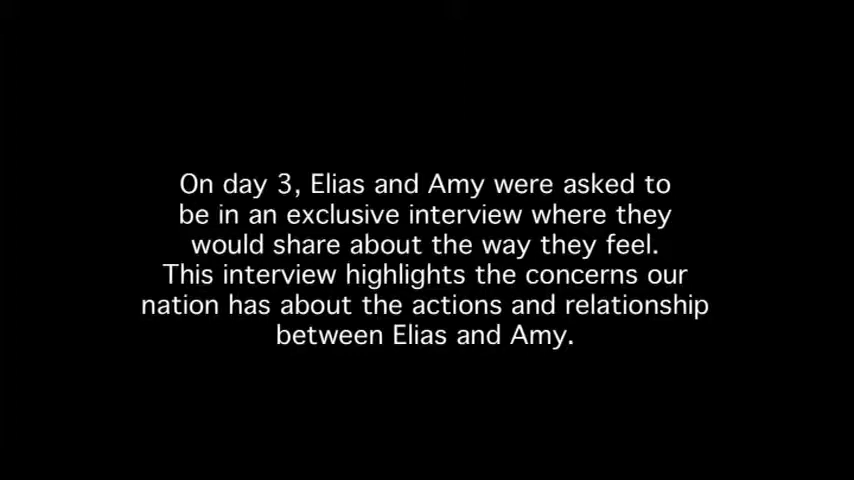 On day 3, Elias and Amy were asked to
be in an exclusive interview where they
would share about the way they feel.
This interview highlights the concerns our
nation has about the actions and relationship
between Elias and Amy.